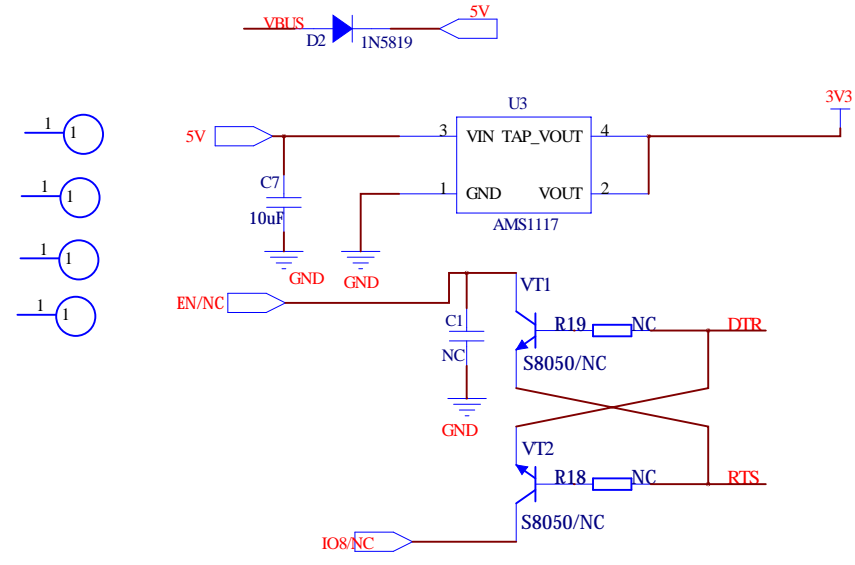 VBUS
D2
1N5819
5V
U3
3V3
1 1
5V
3 VIN TAP_VOUT 4
1 1
C7
10uF
1 GND VOUT 2
AMS1117
1 1
GND
GND
1 1
EN/NC
VT1
C1
NC
R19 NC
DTR
S8050/NC
GND
VT2
R18 NC
RTS
S8050/NC
IO8/NC